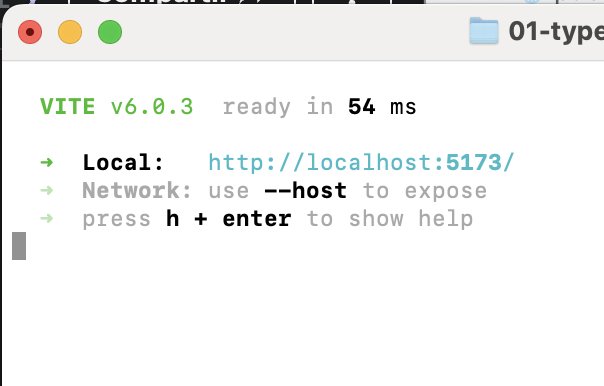 01-type
VITE v6.0.3 ready in 54 ms
➜ Local: http://localhost:5173/
➜ Network: use --host to expose
➜ press h + enter to show help